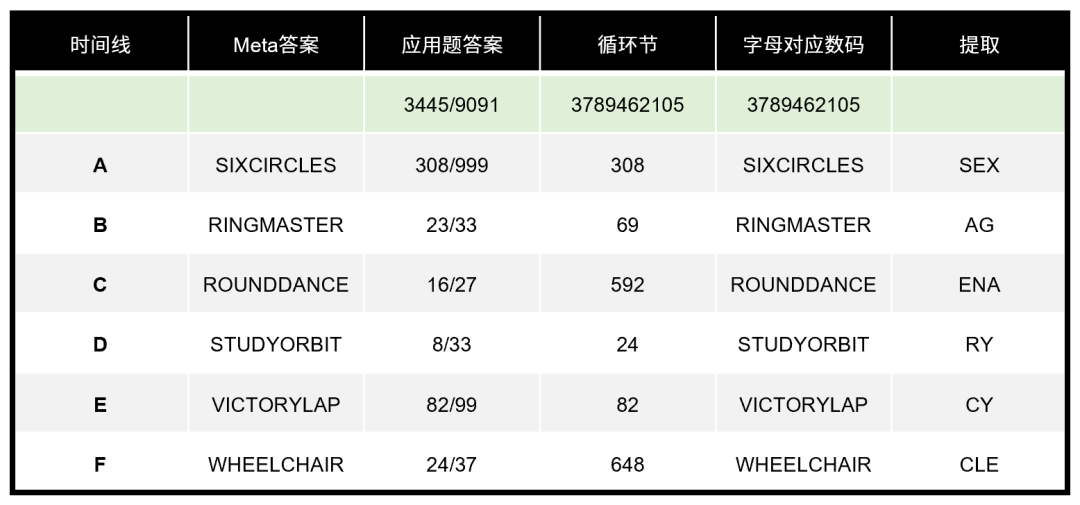 时间线 Meta答案 应用题答案 循环节 字母对应数码 提取
3445/9091 3789462105 3789462105
A SIXCIRCLES 308/999 308 SIXCIRCLES SEX
B RINGMASTER 23/33 69 RINGMASTER AG
C ROUNDDANCE 16/27 592 ROUNDDANCE ENA
D STUDYORBIT 8/33 24 STUDYORBIT RY
E VICTORYLAP 82/99 82 VICTORYLAP CY
F WHEELCHAIR 24/37 648 WHEELCHAIR CLE